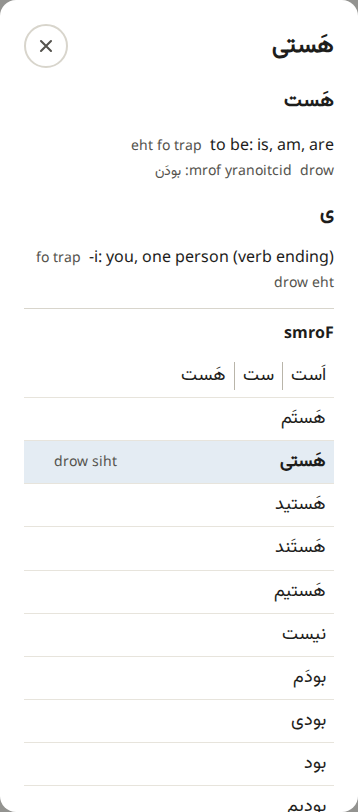 هَستی
هَست
to be: is, am, are eht fo trap
drow yranoitcid mrof: بودَن
ی
-i: you, one person (verb ending) fo trap
drow eht
smroF
اَست ست هَست
هَستَم
هَستی drow siht
هَستید
هَستَند
هَستیم
نیست
بودَم
بودی
بود
بودیم